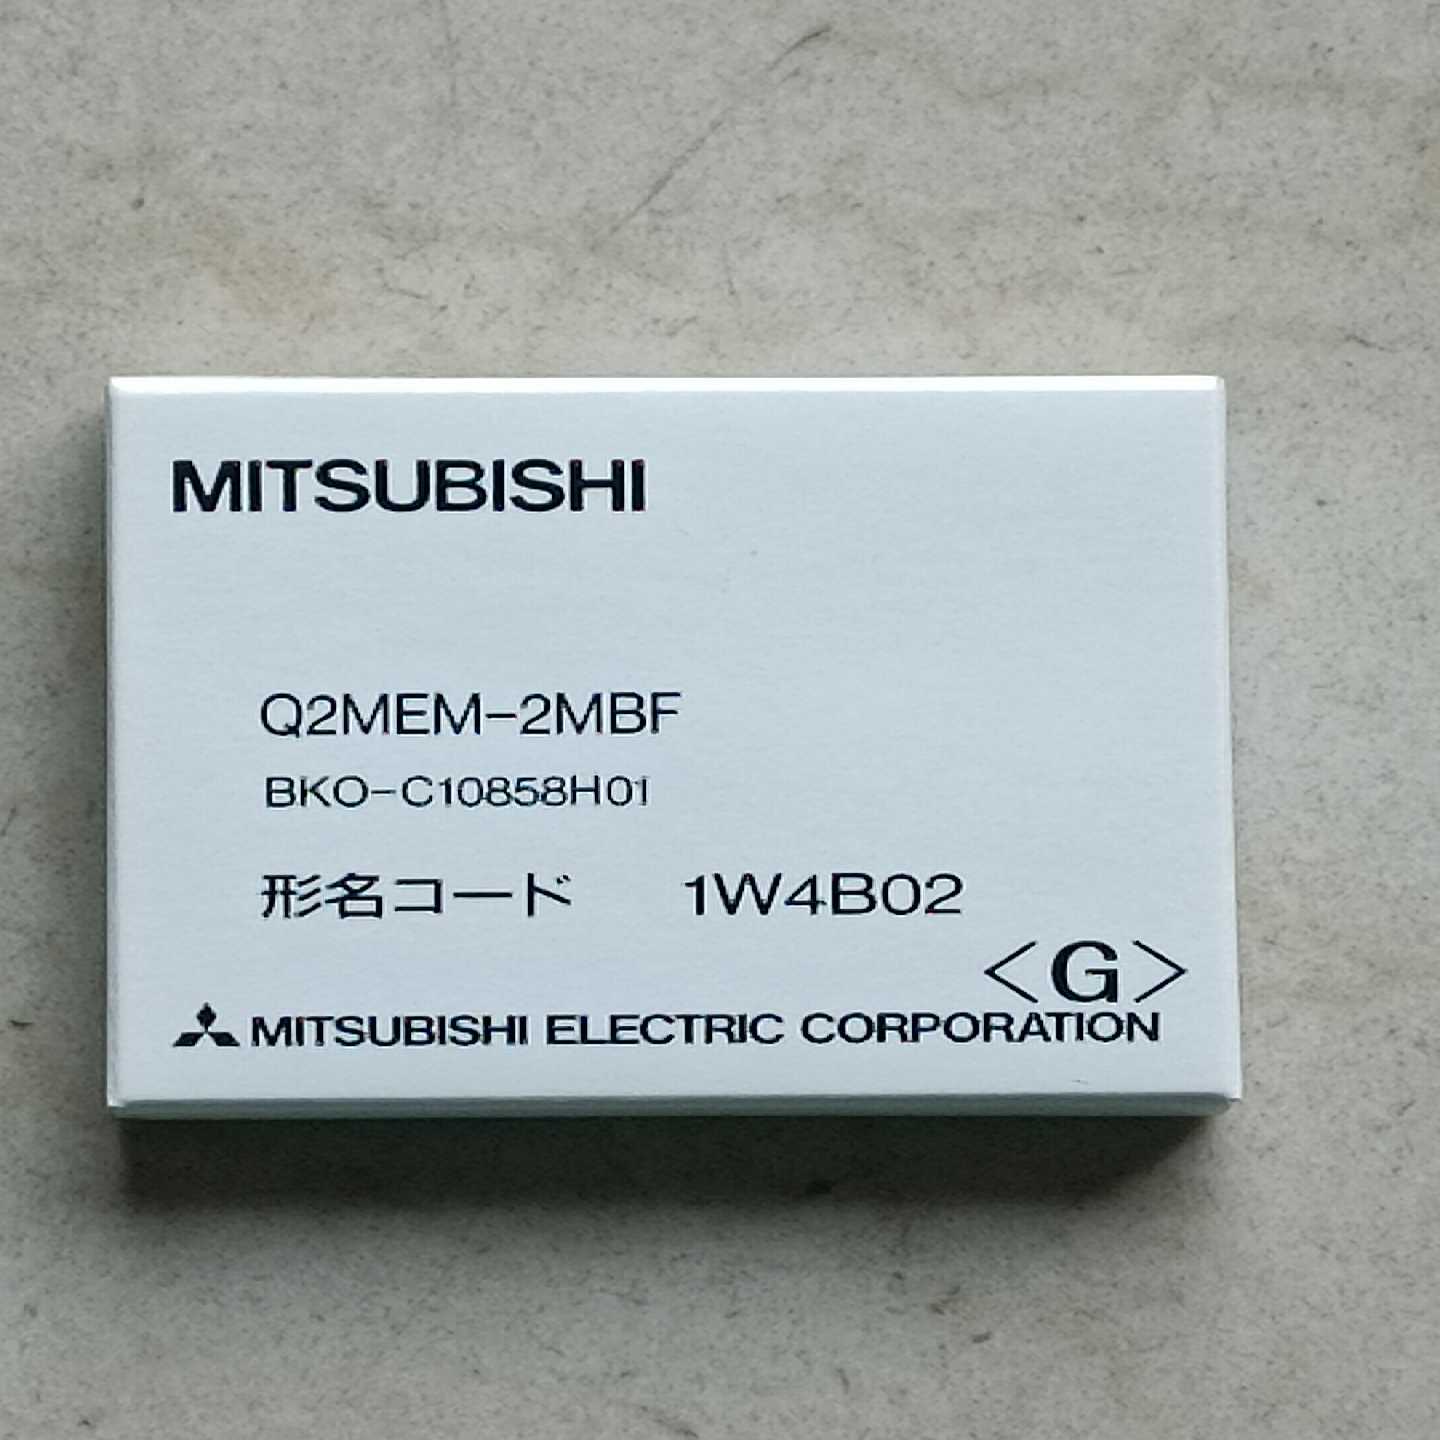 MITSUBISHI
Q2MEM-2MBF
BKO-C10858H01
形名コード 1W4B02
<G>
MITSUBISHI ELECTRIC CORPORATION